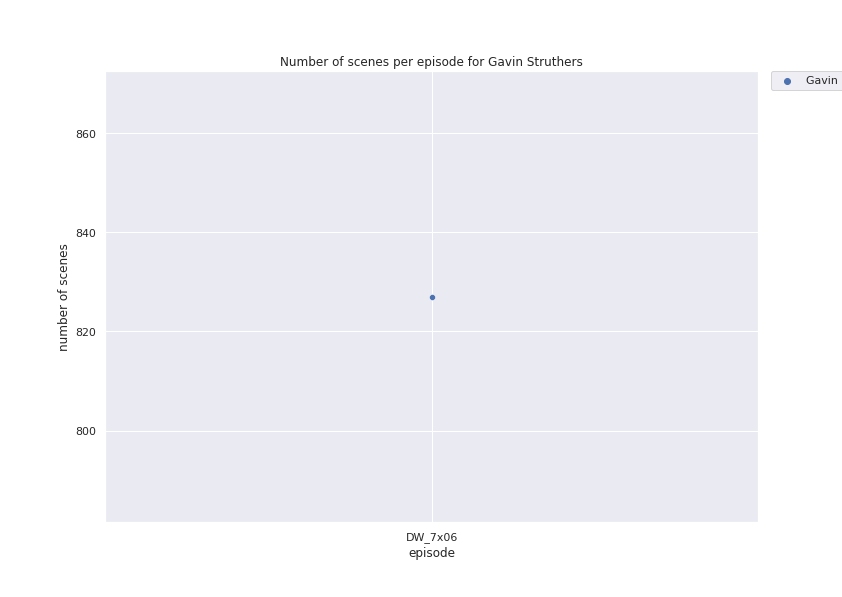 Number of scenes per episode for Gavin Struthers
Gavin
860
840
820
800
number of scenes
DW_7x06
episode